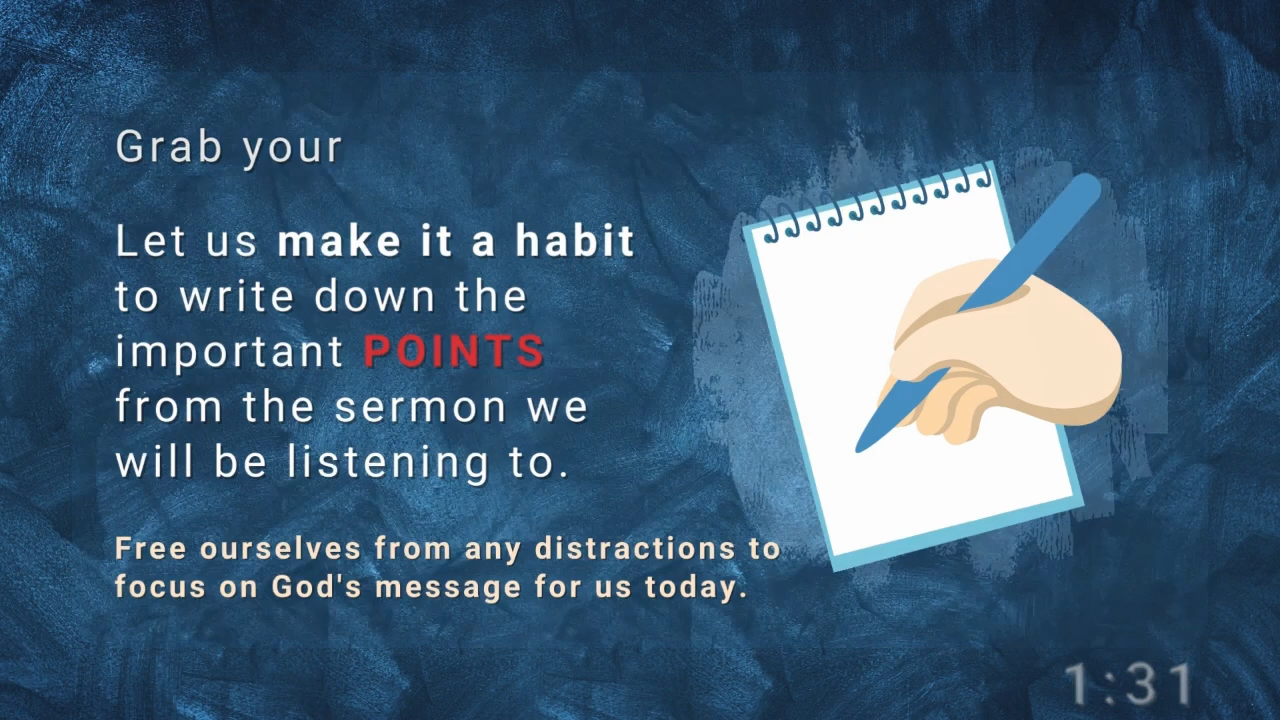 Grab your
Let us make it a habit
to write down the
important POINTS
from the sermon we
will be listening to.
Free ourselves from any distractions to
focus on God's message for us today.
1:31